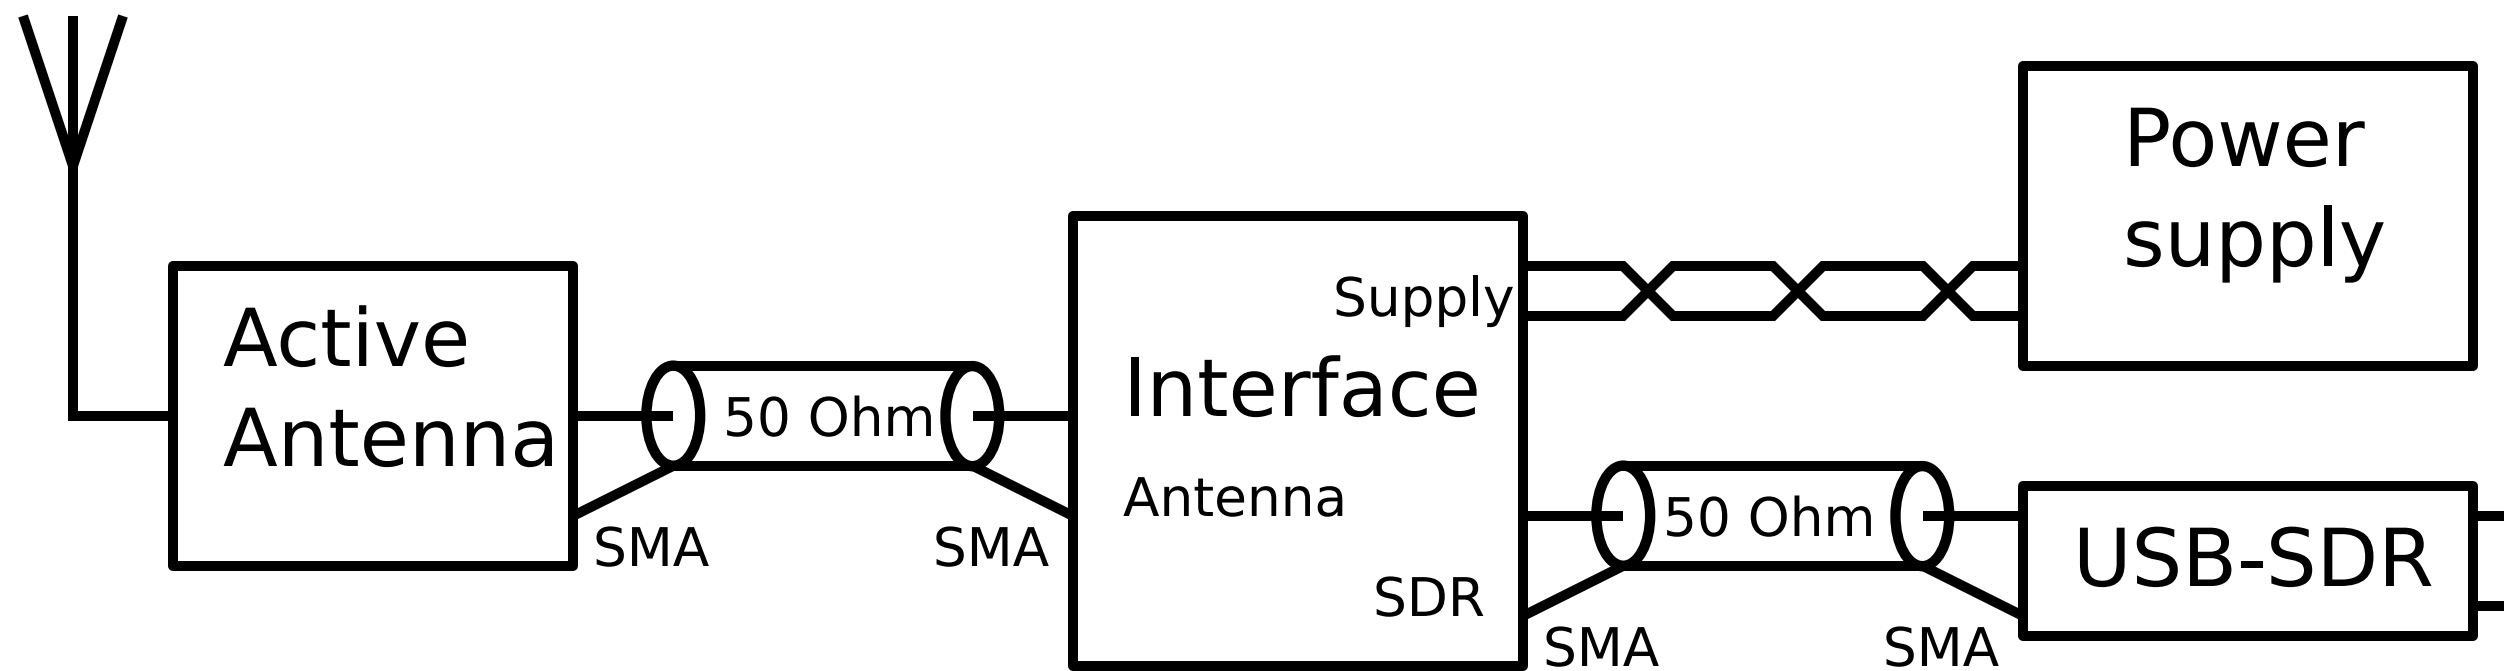 Active
Antenna
50 Ohm
SMA
SMA
Supply
Interface
Antenna
SDR
Power
supply
50 Ohm
SMA
SMA
USB-SDR